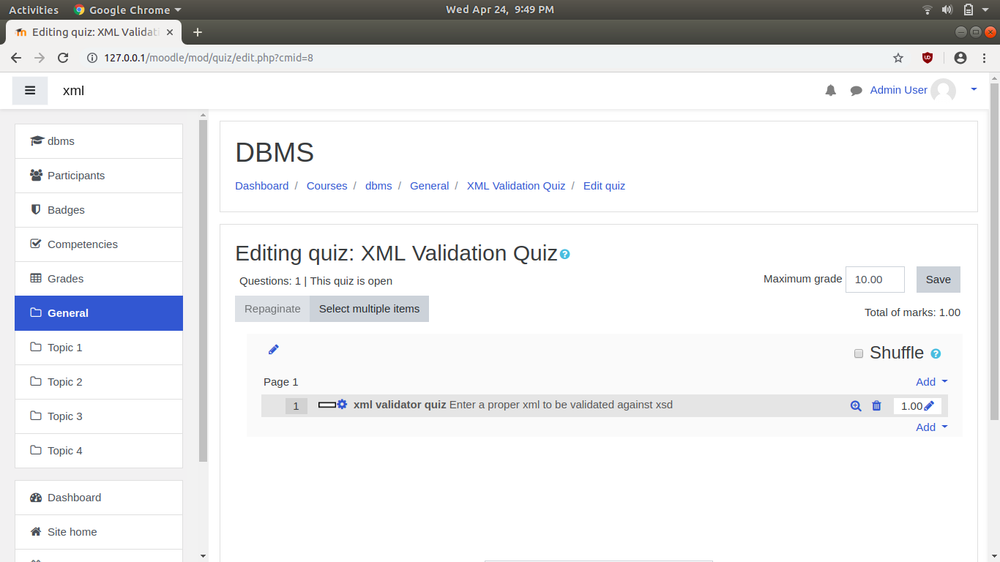 Activities Google Chrome Wed Apr 24, 9:49 PM
Editing quiz: XML Validati
127.0.0.1/moodle/mod/quiz/edit.php?cmid=8
xml Admin User
dbms
Participants
Badges
Competencies
Grades
General
Topic 1
Topic 2
Topic 3
Topic 4
Dashboard
Site home
DBMS
Dashboard / Courses / dbms / General / XML Validation Quiz / Edit quiz
Editing quiz: XML Validation Quiz
Questions: 1 | This quiz is open
Maximum grade 10.00 Save
Repaginate Select multiple items
Total of marks: 1.00
Shuffle
Page 1 Add
1 xml validator quiz Enter a proper xml to be validated against xsd 1.00
Add